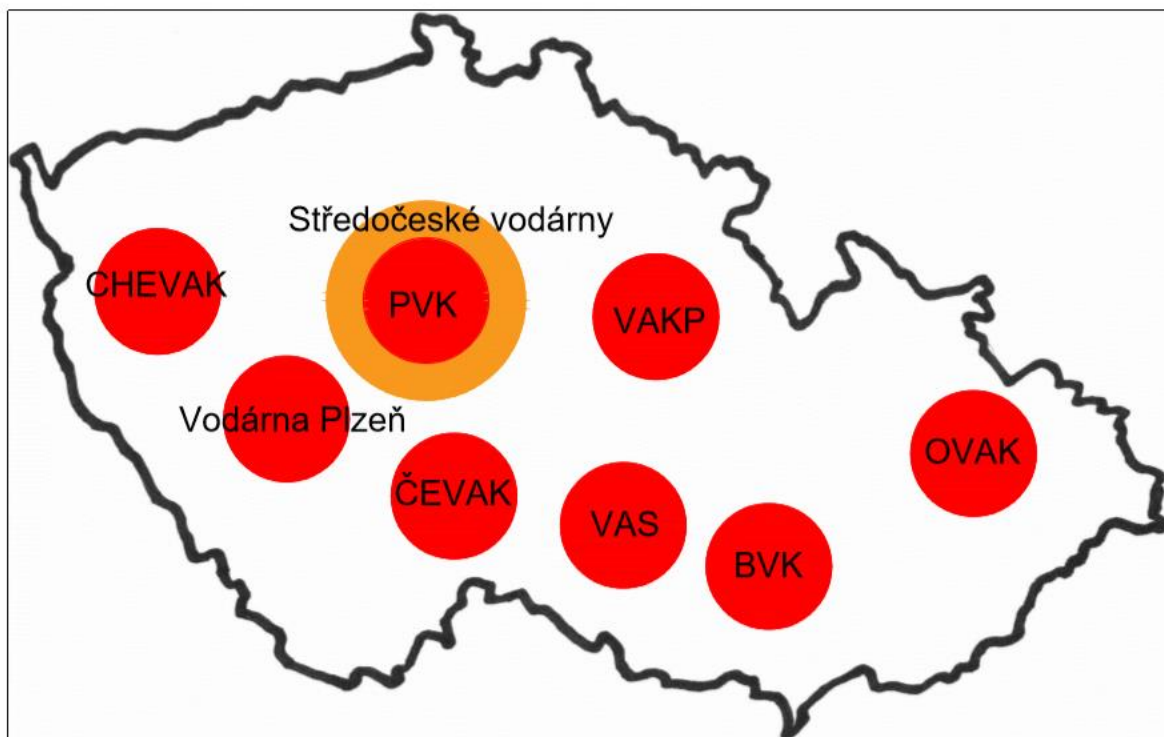 Středočeské vodárny
CHEVAK
PVK
VAKP
Vodárna Plzeň
OVAK
ČEVAK
VAS
BVK